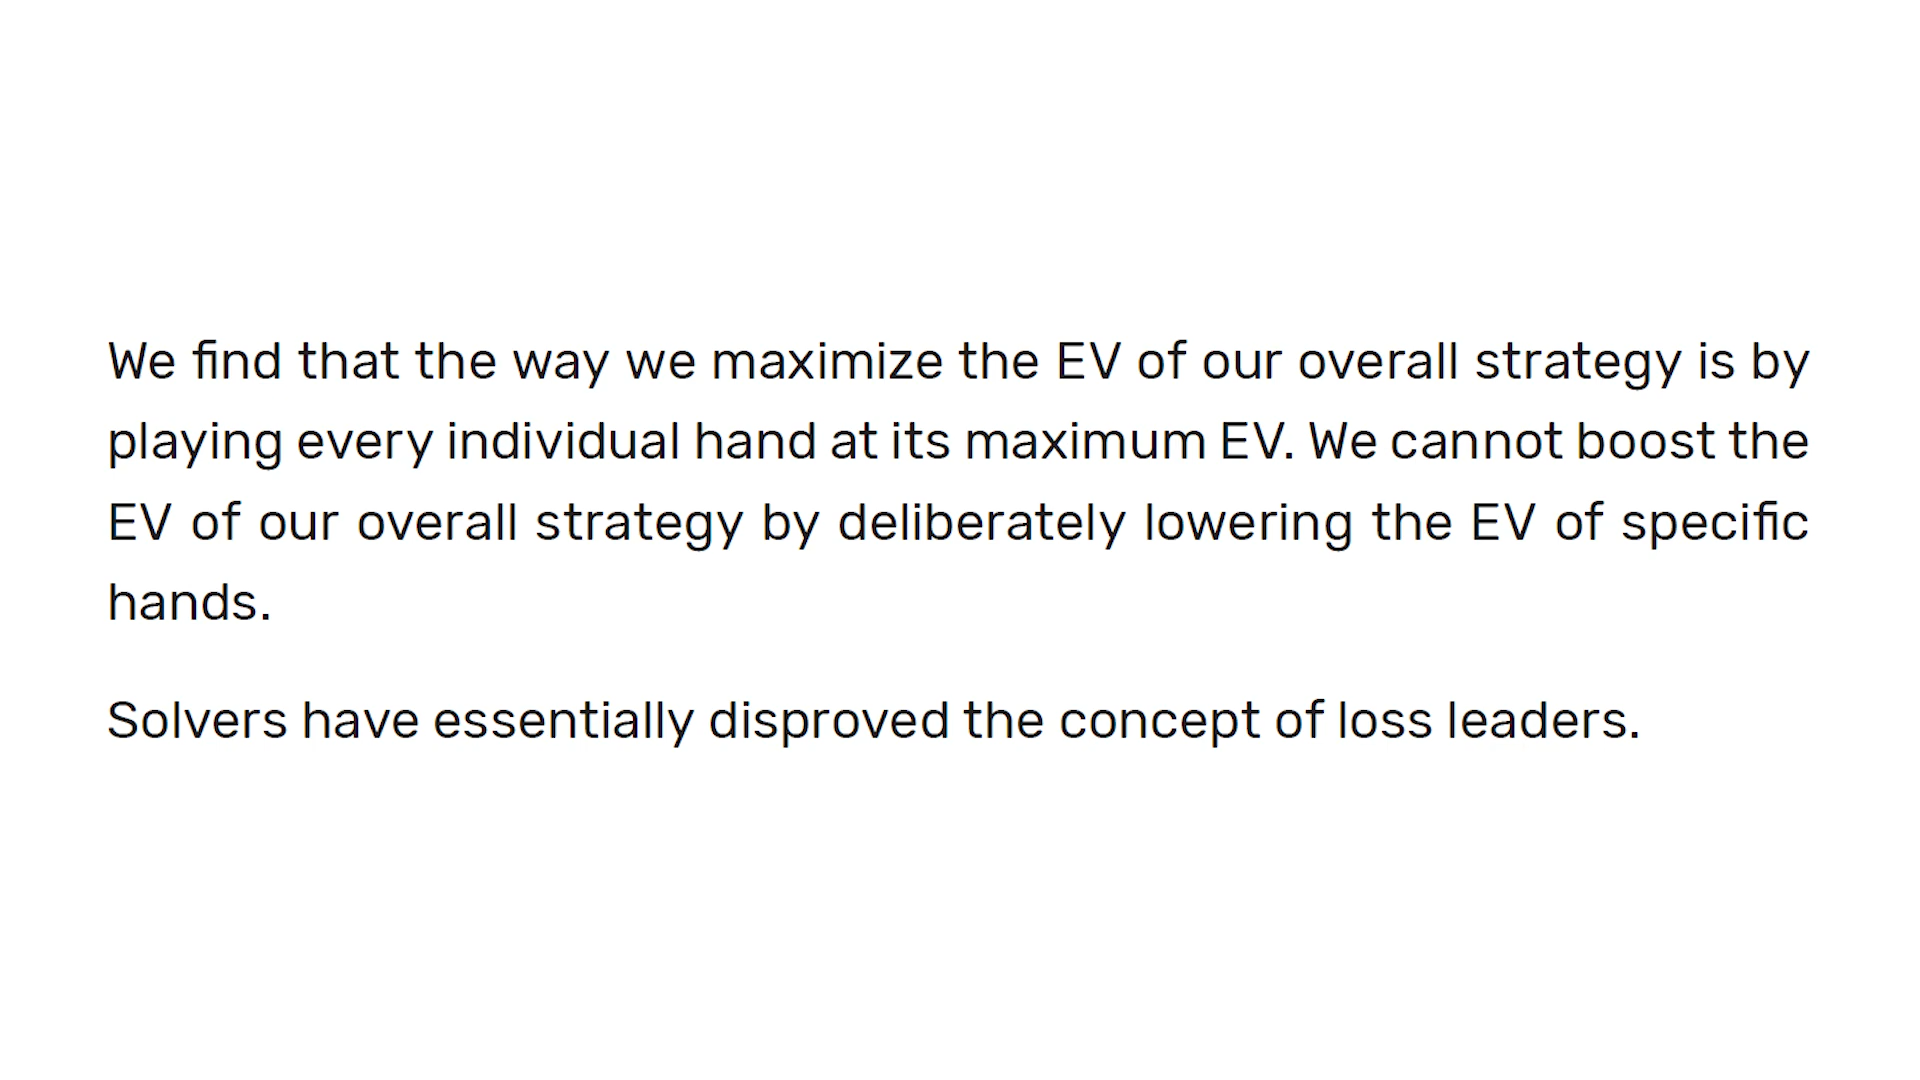 We find that the way we maximize the EV of our overall strategy is by
playing every individual hand at its maximum EV. We cannot boost the
EV of our overall strategy by deliberately lowering the EV of specific
hands.
Solvers have essentially disproved the concept of loss leaders.